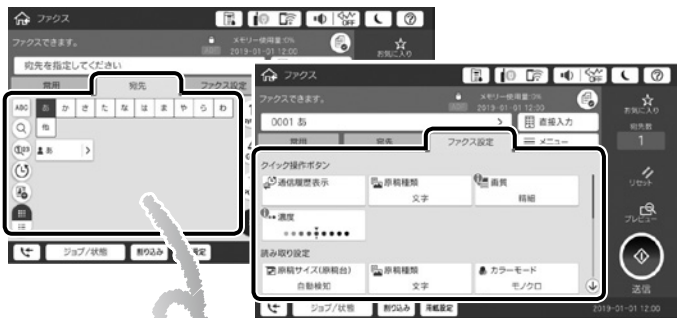 ファクス
OFF
ファクスできます。
メモリー使用量:0%
2019-01-01 12:00
お気に入り
宛先を指定してください
常用
宛先
ファクス設定
ABC
あ か さ た な は ま や ら わ
他
あ
ジョブ/状態
割り込み
設定
ファクス
OFF
ファクスできます。
メモリー使用量:0%
2019-01-01 12:00
お気に入り
0001 あ
直接入力
宛先数
1
常用
宛先
ファクス設定
メニュー
クイック操作ボタン
通信履歴表示
原稿種類
文字
画質
精細
リセット
プレビュー
濃度
読み取り設定
原稿サイズ(原稿台)
自動検知
原稿種類
文字
カラーモード
モノクロ
送信
ジョブ/状態
割り込み
用紙設定
2019-01-01 12:00